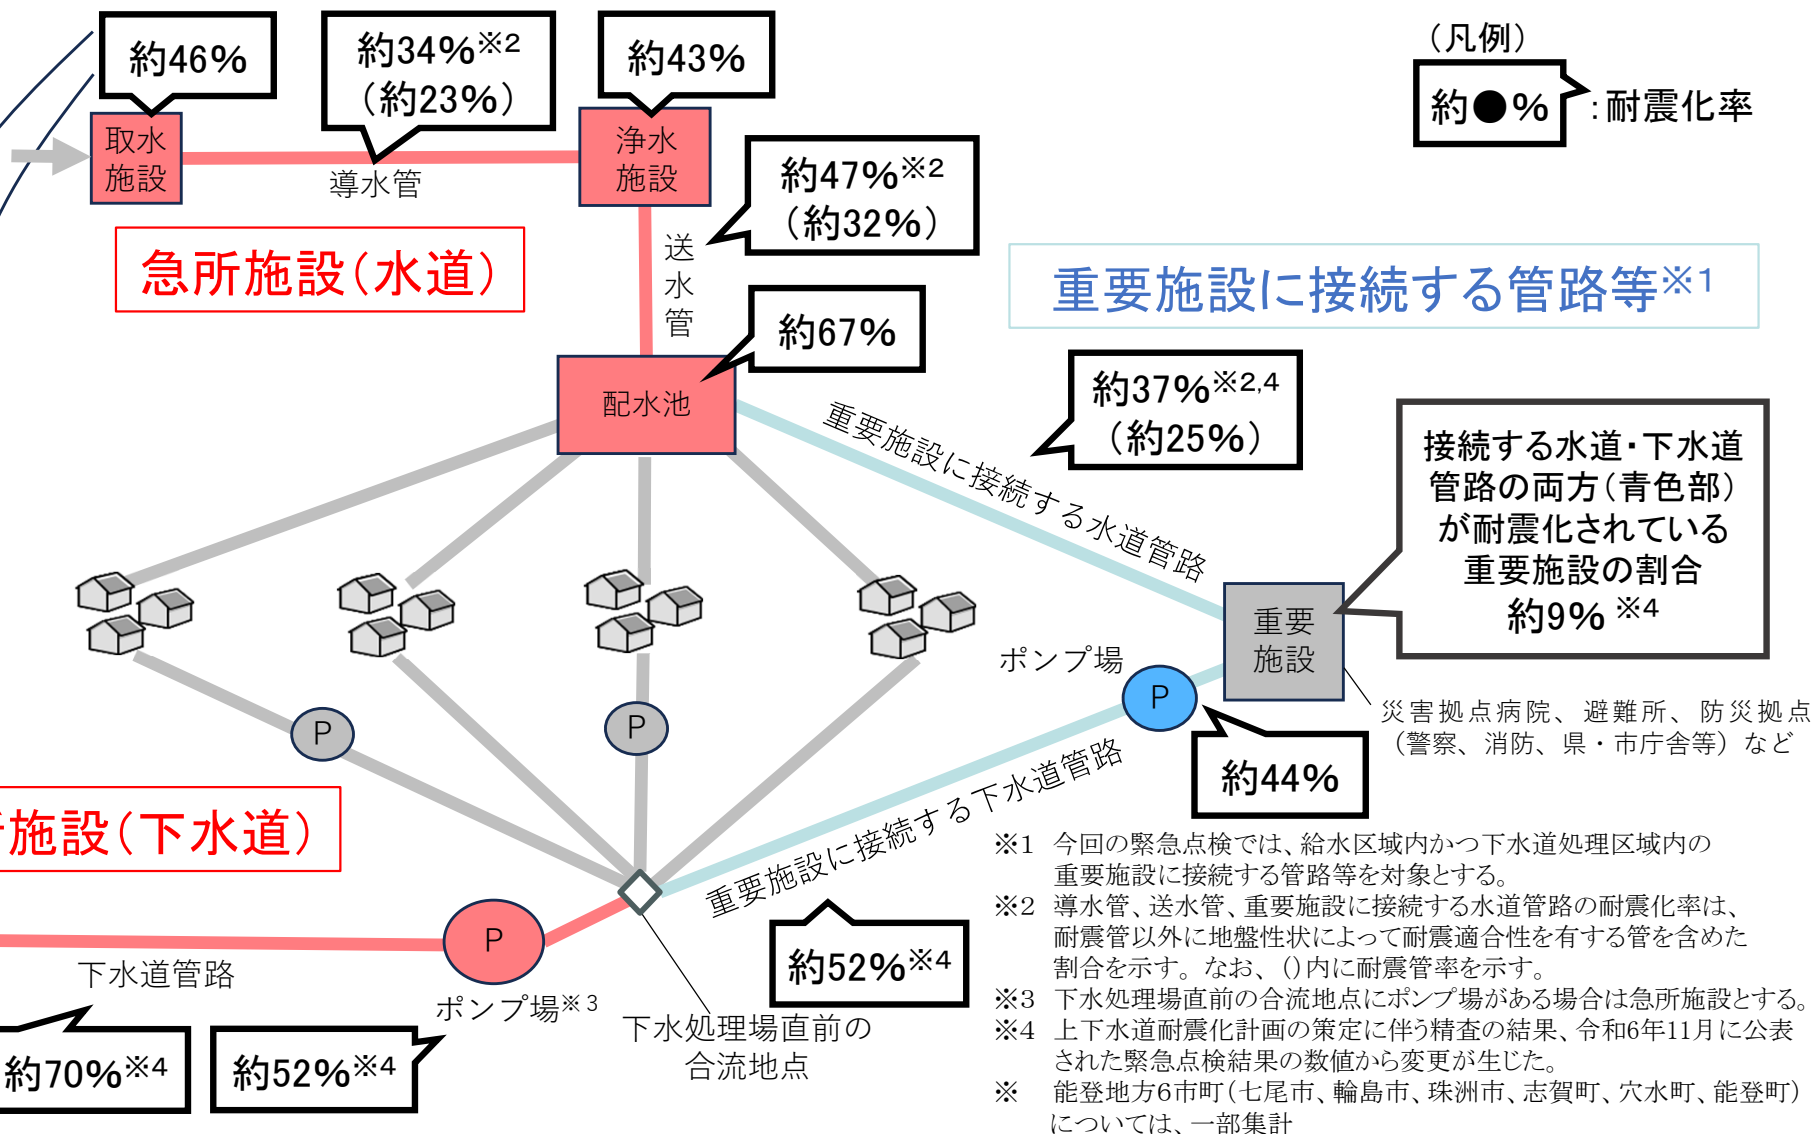 約46%
約34%※2
（約23%）
約43%
（凡例）
約●%
：耐震化率
取水
施設
導水管
浄水
施設
約47%※2
（約32%）
送
水
管
急所施設（水道）
重要施設に接続する管路等※1
約67%
配水池
約37%※2,4
（約25%）
重要施設に接続する水道管路
接続する水道・下水道
管路の両方（青色部）
が耐震化されている
重要施設の割合
約9% ※4
重要
施設
ポンプ場
P
P
P
災害拠点病院、避難所、防災拠点
（警察、消防、県・市庁舎等）など
約44%
重要施設に接続する下水道管路
施設（下水道）
P
下水道管路
ポンプ場※3
約52%※4
下水処理場直前の
合流地点
約70%※4
約52%※4
※1 今回の緊急点検では、給水区域内かつ下水道処理区域内の
重要施設に接続する管路等を対象とする。
※2 導水管、送水管、重要施設に接続する水道管路の耐震化率は、
耐震管以外に地盤性状によって耐震適合性を有する管を含めた
割合を示す。なお、（）内に耐震管率を示す。
※3 下水処理場直前の合流地点にポンプ場がある場合は急所施設とする。
※4 上下水道耐震化計画の策定に伴う精査の結果、令和6年11月に公表
された緊急点検結果の数値から変更が生じた。
※ 能登地方6市町（七尾市、輪島市、珠洲市、志賀町、穴水町、能登町）
については、一部集計